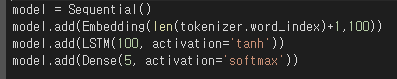 model = Sequential()
model.add(Embedding(len(tokenizer.word_index)+1,100))
model.add(LSTM(100, activation='tanh'))
model.add(Dense(5, activation='softmax'))